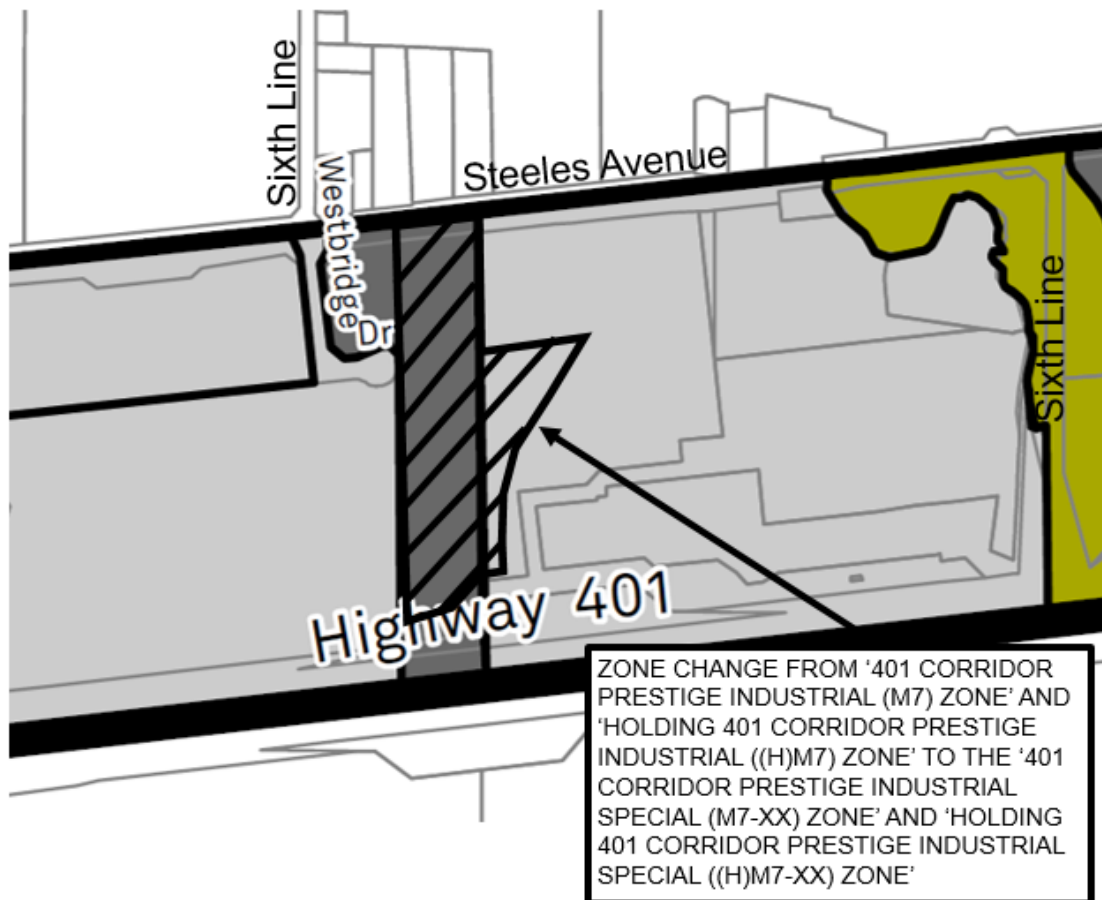 Sixth Line
Steeles Avenue
Westbridge
Dr
Sixth Line
Highway 401
ZONE CHANGE FROM ‘401 CORRIDOR
PRESTIGE INDUSTRIAL (M7) ZONE’ AND
‘HOLDING 401 CORRIDOR PRESTIGE
INDUSTRIAL ((H)M7) ZONE’ TO THE ‘401
CORRIDOR PRESTIGE INDUSTRIAL
SPECIAL (M7-XX) ZONE’ AND ‘HOLDING
401 CORRIDOR PRESTIGE INDUSTRIAL
SPECIAL ((H)M7-XX) ZONE’